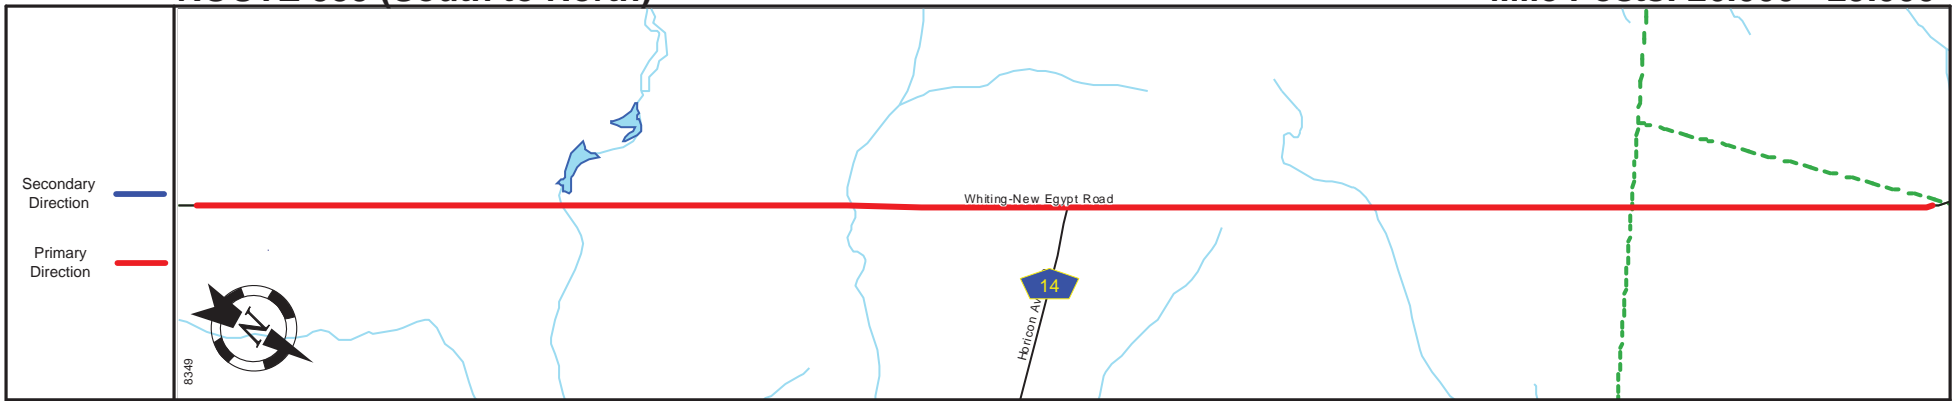 Secondary
Direction
Primary
Direction
Whiting-New Egypt Road
14
Horicon Av
N
8349